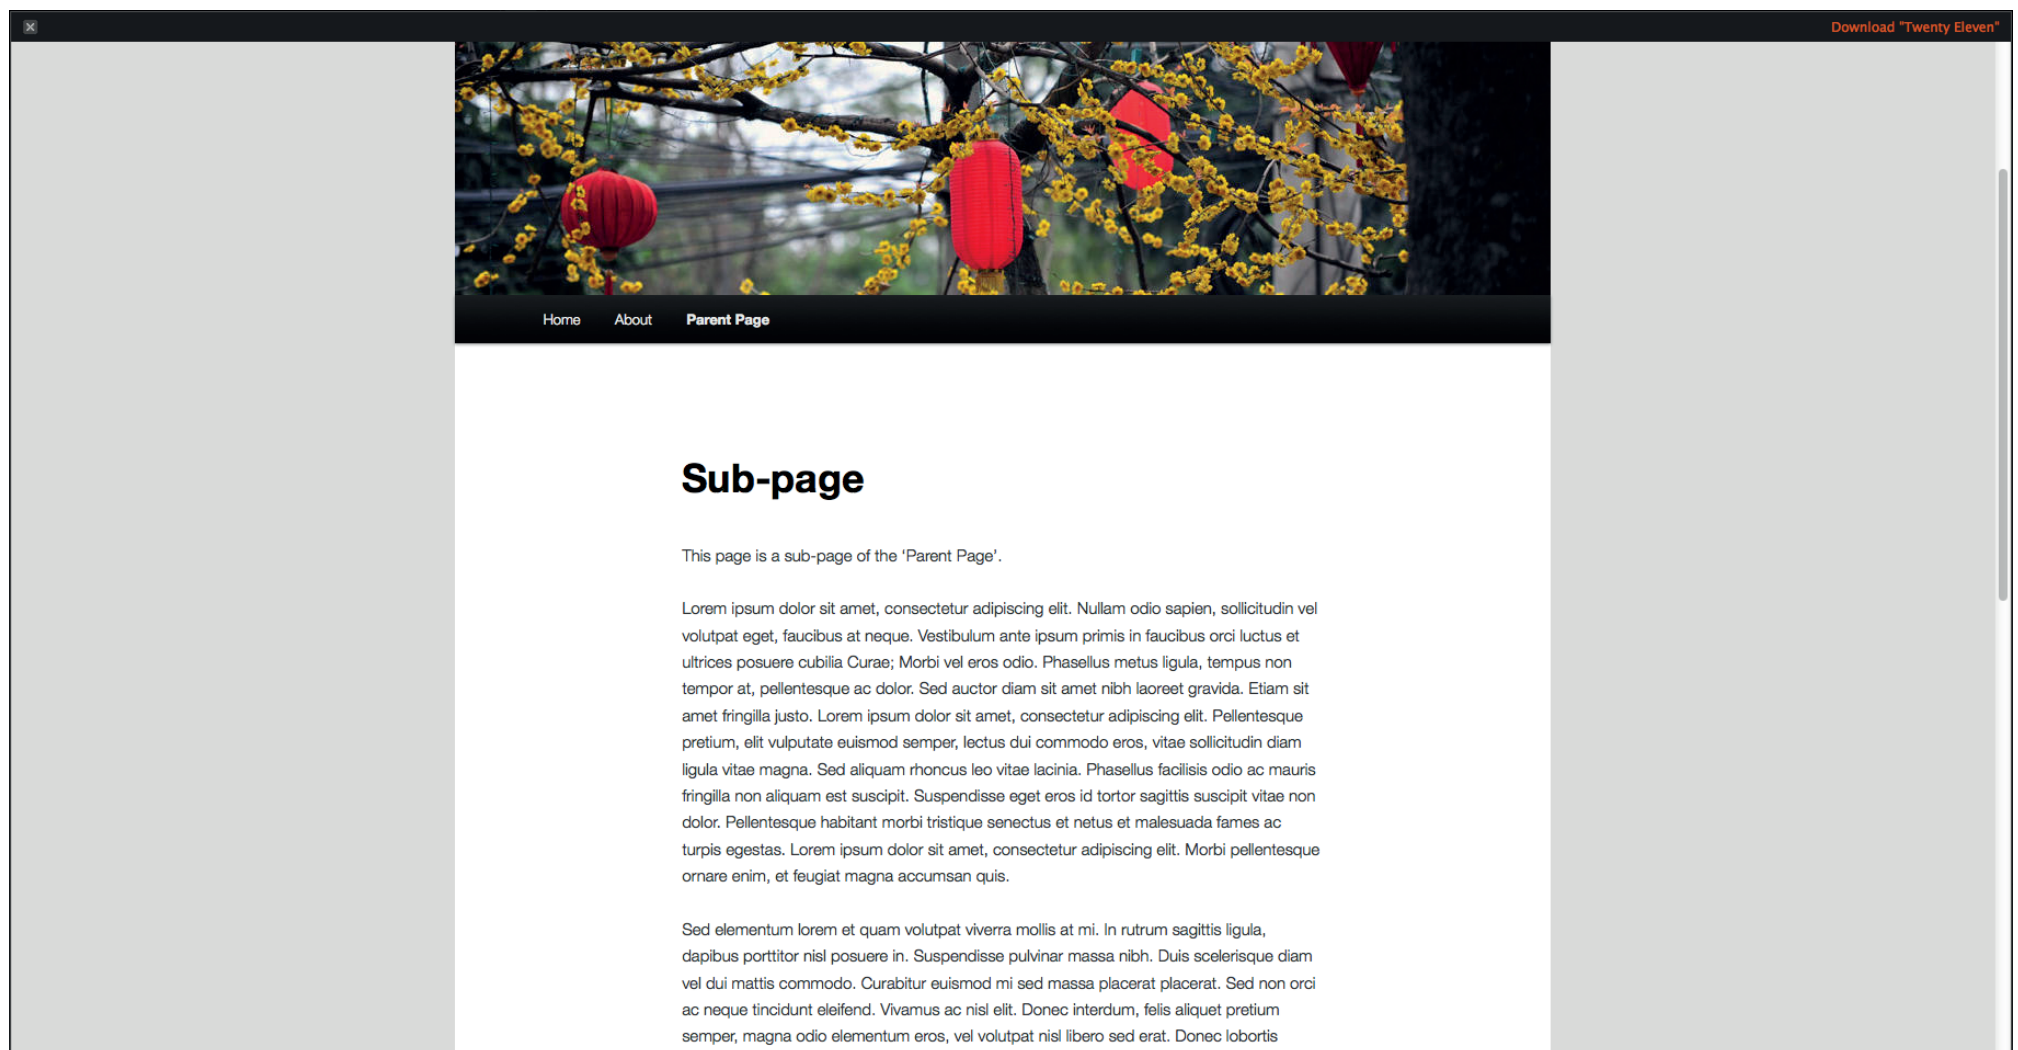 Download "Twenty Eleven"
Home About Parent Page
Sub-page
This page is a sub-page of the ‘Parent Page’.
Lorem ipsum dolor sit amet, consectetur adipiscing elit. Nullam odio sapien, sollicitudin vel
volutpat eget, faucibus at neque. Vestibulum ante ipsum primis in faucibus orci luctus et
ultrices posuere cubilia Curae; Morbi vel eros odio. Phasellus metus ligula, tempus non
tempor at, pellentesque ac dolor. Sed auctor diam sit amet nibh laoreet gravida. Etiam sit
amet fringilla justo. Lorem ipsum dolor sit amet, consectetur adipiscing elit. Pellentesque
pretium, elit vulputate euismod semper, lectus dui commodo eros, vitae sollicitudin diam
ligula vitae magna. Sed aliquam rhoncus leo vitae lacinia. Phasellus facilisis odio ac mauris
fringilla non aliquam est suscipit. Suspendisse eget eros id tortor sagittis suscipit vitae non
dolor. Pellentesque habitant morbi tristique senectus et netus et malesuada fames ac
turpis egestas. Lorem ipsum dolor sit amet, consectetur adipiscing elit. Morbi pellentesque
ornare enim, et feugiat magna accumsan quis.
Sed elementum lorem et quam volutpat viverra mollis at mi. In rutrum sagittis ligula,
dapibus porttitor nisl posuere in. Suspendisse pulvinar massa nibh. Duis scelerisque diam
vel dui mattis commodo. Curabitur euismod mi sed massa placerat placerat. Sed non orci
ac neque tincidunt eleifend. Vivamus ac nisl elit. Donec interdum, felis aliquet pretium
semper, magna odio elementum eros, vel volutpat nisl libero sed erat. Donec lobortis